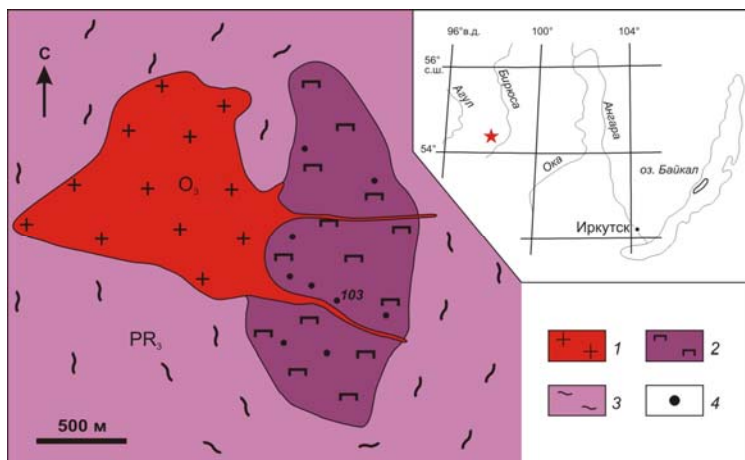 С
O₃
103
PR₃
500 м
96°в.д.
100°
104°
56°
с.ш.
54°
Агул
Бирюса
Ангара
Ока
оз. Байкал
Иркутск
1
2
3
4